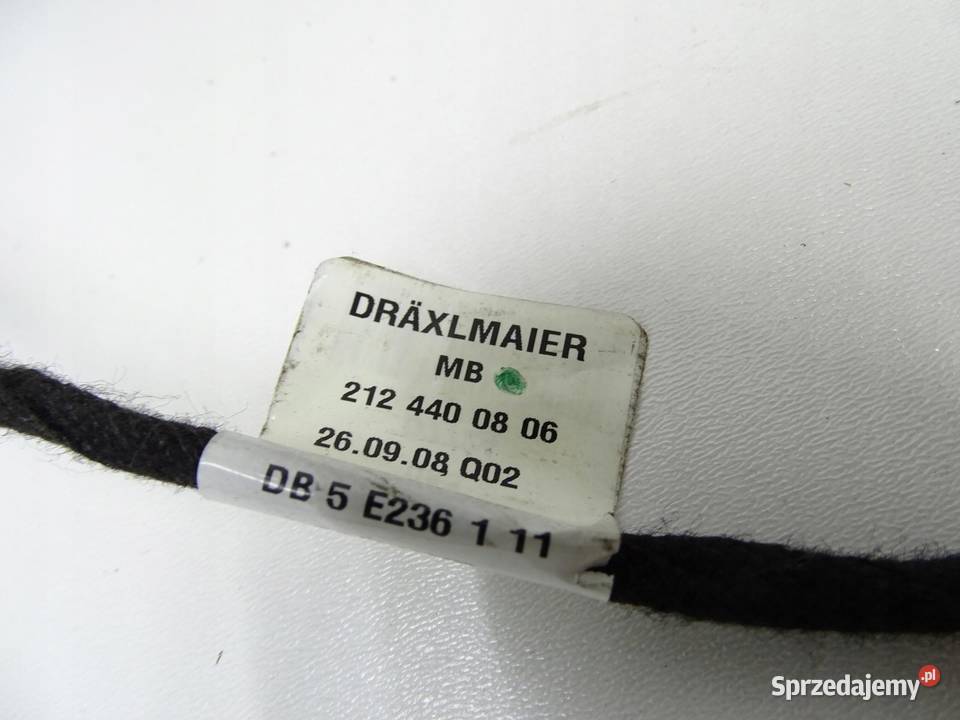 DRÄXLMAIER
MB
212 440 08 06
26.09.08 Q02
DB 5 E236 1 11
Sprzedajemy.pl